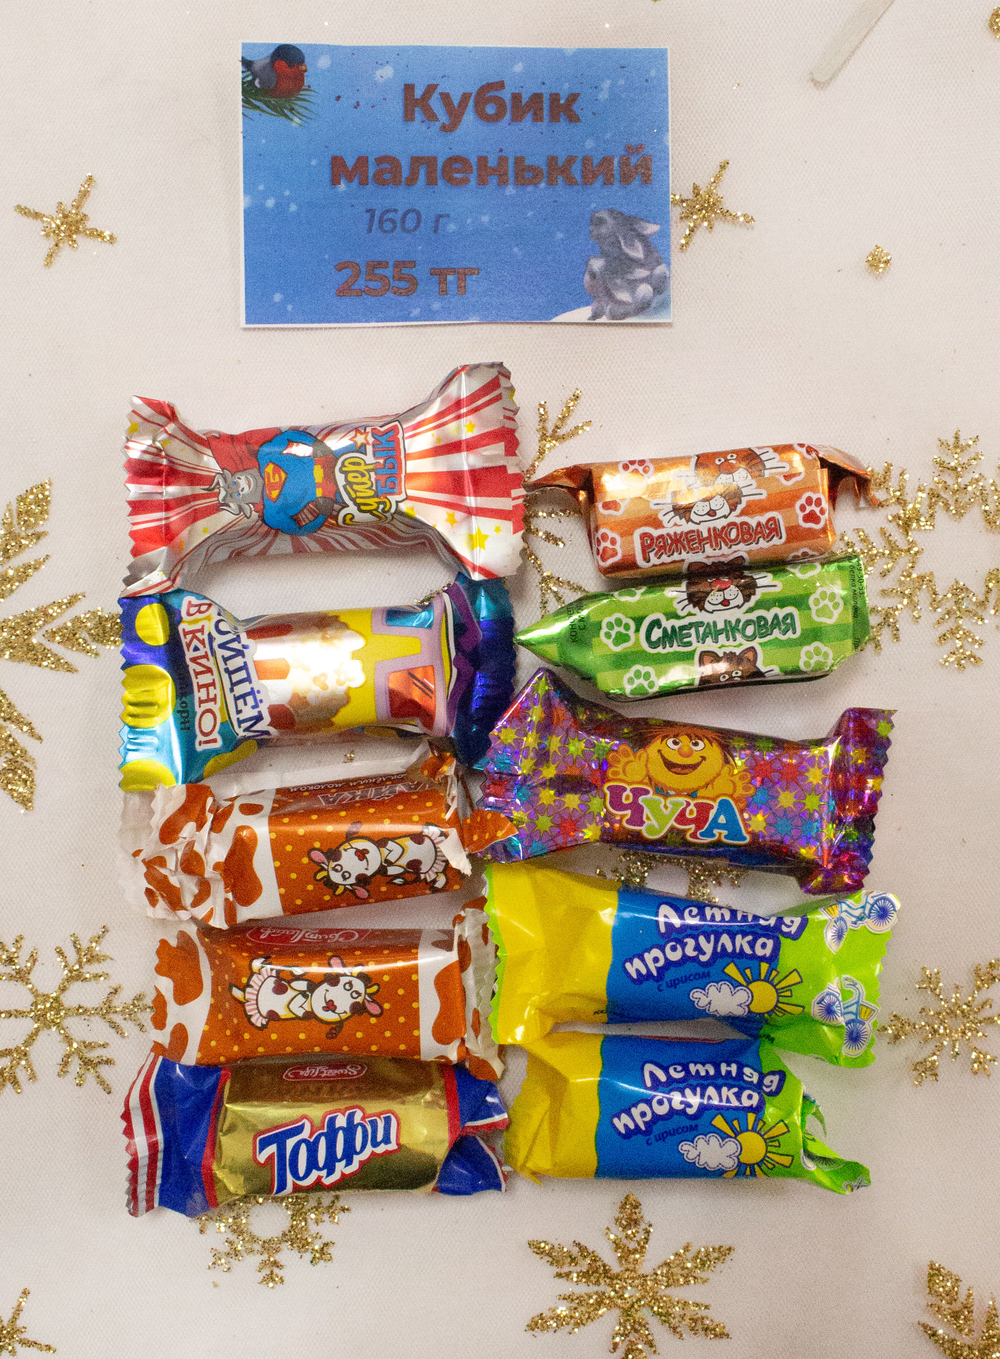 Кубик
маленький
160 г
255 тг
Супер
БЫК
ПОЙДЁМ
В КИНО!
Тоффи
РЯЖЕНКОВАЯ
СМЕТАНКОВАЯ
ЧУЧА
Летняя
прогулка
с ирисом
Летняя
прогулка
с ирисом